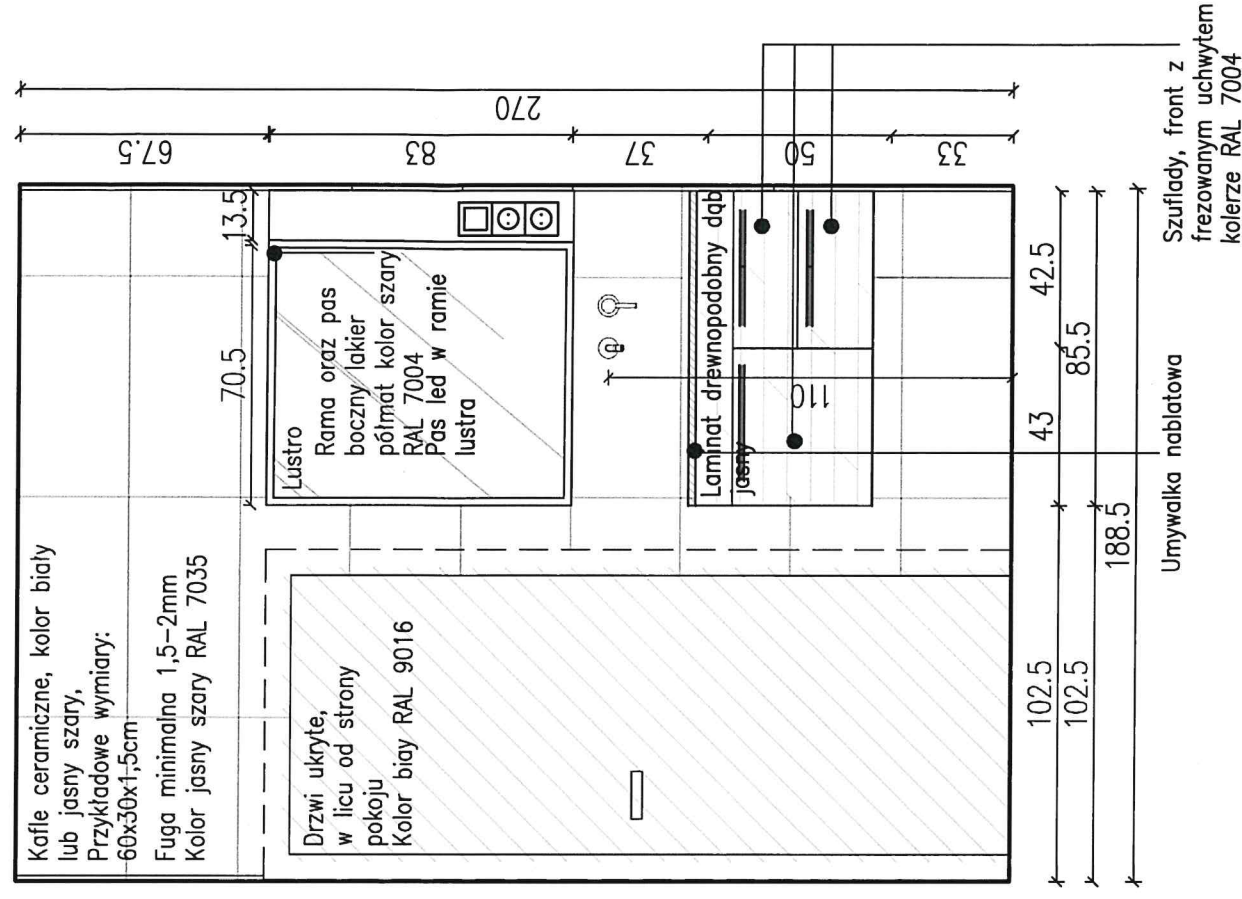 Kafle ceramiczne, kolor biały
lub jasny szary,
Przykładowe wymiary:
60x30x1,5cm
Fuga minimalna 1,5-2mm
Kolor jasny szary RAL 7035
Drzwi ukryte,
w licu od strony
pokoju
Kolor biay RAL 9016
70.5
13.5
Lustro
Rama oraz pas
boczny lakier
półmat kolor szary
RAL 7004
Pas led w ramie
lustra
Laminat drewnopodobny dąb
jasny
110
67.5
83
37
50
33
270
102.5
43
42.5
102.5
85.5
188.5
Umywalka nablatowa
Szuflady, front z
frezowanym uchwytem
kolerze RAL 7004